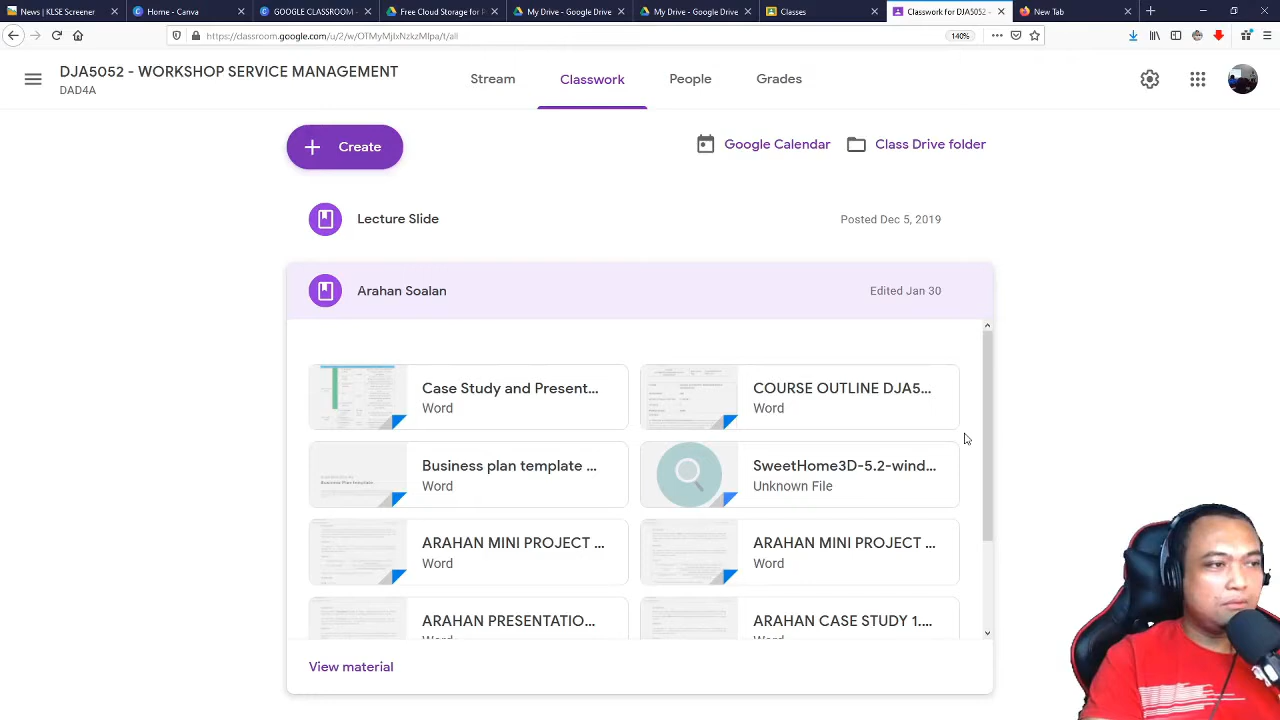 News | KLSE Screener
Home - Canva
GOOGLE CLASSROOM -
Free Cloud Storage for
My Drive - Google Drive
My Drive - Google Drive
Classes
Classwork for DJA5052 -
New Tab
https://classroom.google.com/u/2/w/OTMyMjIxNzkzMlpa/t/all
140%
DJA5052 - WORKSHOP SERVICE MANAGEMENT
DAD4A
Stream
Classwork
People
Grades
Create
Google Calendar
Class Drive folder
Lecture Slide
Posted Dec 5, 2019
Arahan Soalan
Edited Jan 30
Case Study and Present...
Word
COURSE OUTLINE DJA5...
Word
Business plan template ...
Word
SweetHome3D-5.2-wind...
Unknown File
ARAHAN MINI PROJECT ...
Word
ARAHAN MINI PROJECT ...
Word
ARAHAN PRESENTATIO...
Word
ARAHAN CASE STUDY 1....
Word
View material